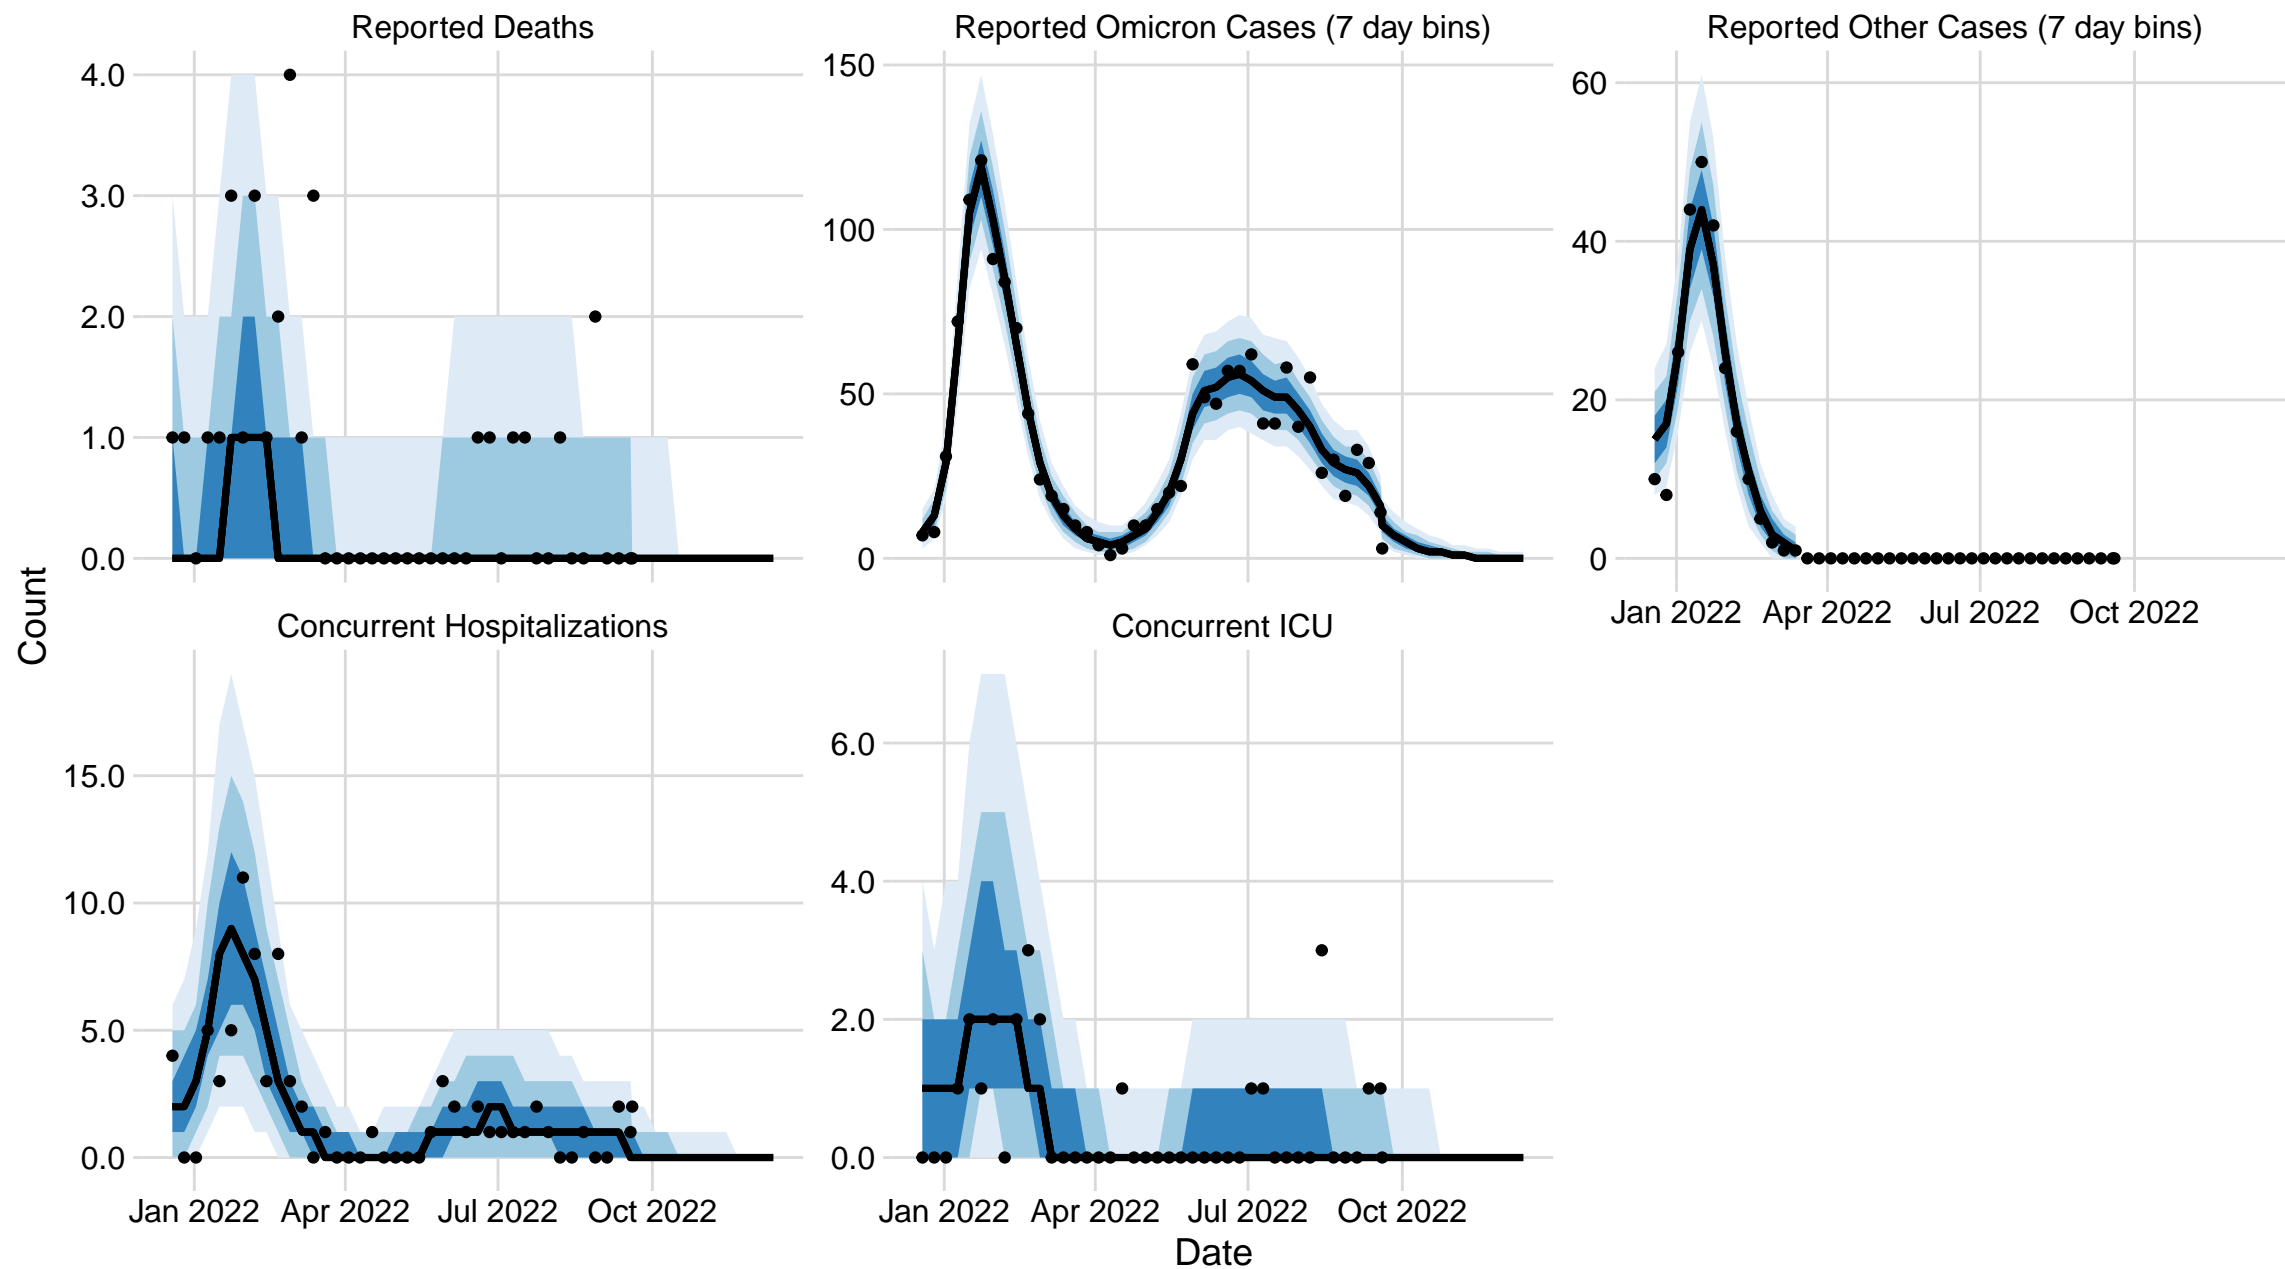 Reported Deaths
Reported Omicron Cases (7 day bins)
Reported Other Cases (7 day bins)
4.0
3.0
2.0
1.0
0.0
150
100
50
0
60
40
20
0
Jan 2022 Apr 2022 Jul 2022 Oct 2022
Count
Concurrent Hospitalizations
Concurrent ICU
15.0
10.0
5.0
0.0
6.0
4.0
2.0
0.0
Jan 2022 Apr 2022 Jul 2022 Oct 2022
Jan 2022 Apr 2022 Jul 2022 Oct 2022
Date